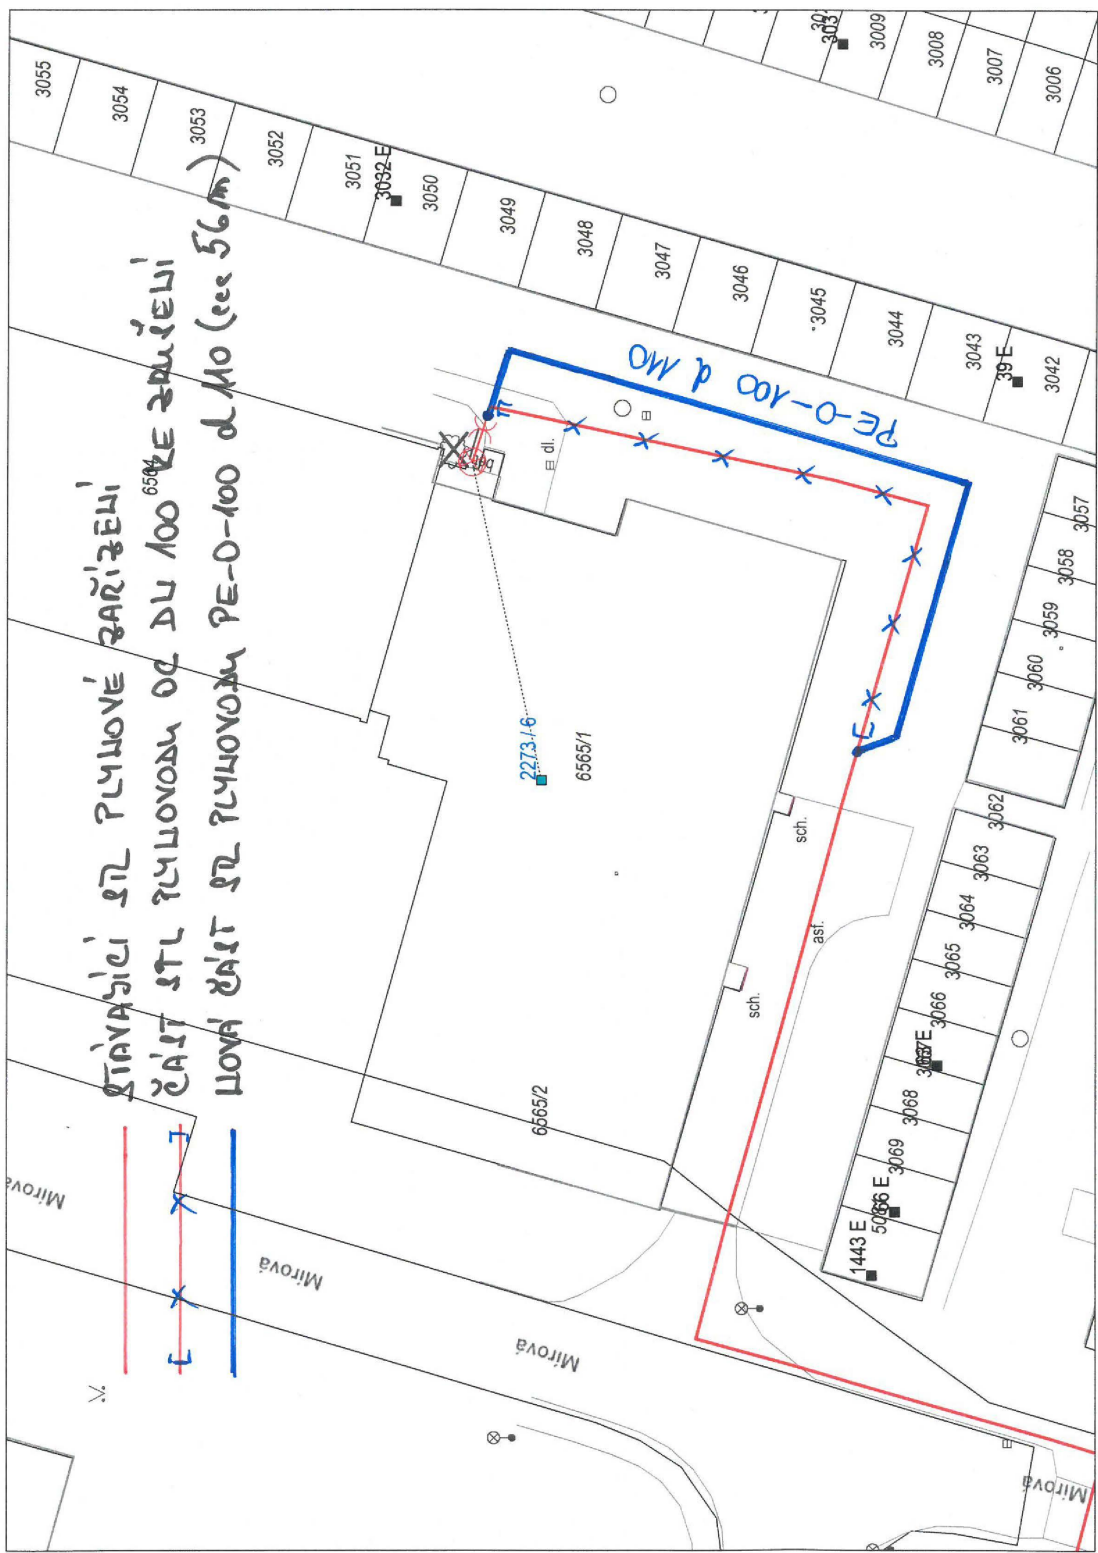 STÁVAJÍCÍ STL PLYNOVÉ ZAŘÍZENÍ
ČÁST STL PLYNOVODU OC DN 100 KE ZRUŠENÍ
NOVÁ ČÁST STL PLYNOVODU PE-O-100 d 110 (cca 56 m)
PE-O-100 d 110
3055
3054
3053
3052
3051
3032 E
3050
3049
3048
3047
3046
3045
3044
3043
39 E
3042
3009
3008
3007
3006
6564
dl.
2273/-6
6565/1
6565/2
sch.
sch.
asf.
3057
3058
3059
3060
3061
3062
3063
3064
3065
3066
3068
3069
1443 E
Mírová
Mírová
Mírová
Mírová